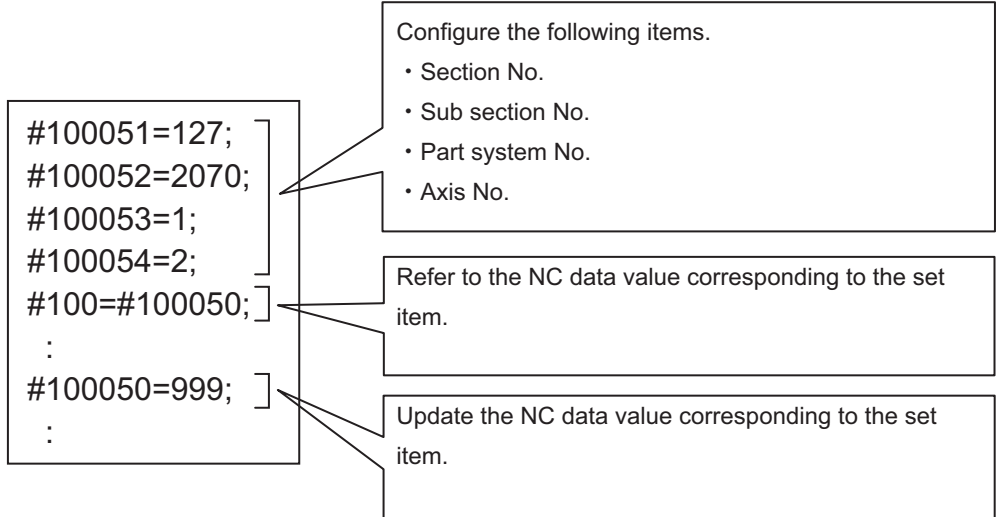 Configure the following items.
・Section No.
・Sub section No.
・Part system No.
・Axis No.
#100051=127;
#100052=2070;
#100053=1;
#100054=2;
#100=#100050;
:
#100050=999;
:
Refer to the NC data value corresponding to the set
item.
Update the NC data value corresponding to the set
item.